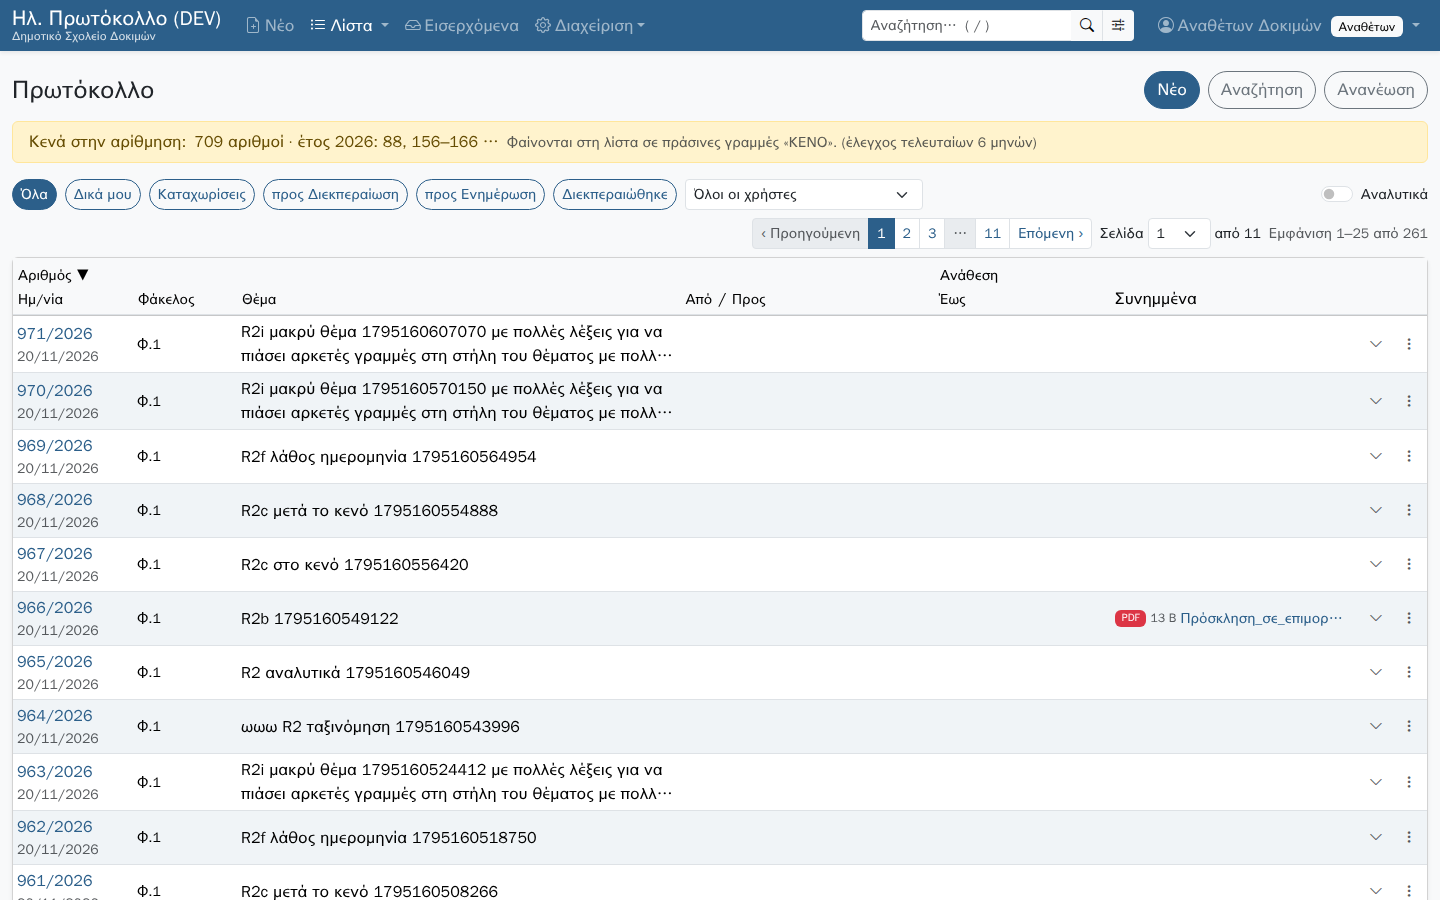 Ηλ. Πρωτόκολλο (DEV)
Δημοτικό Σχολείο Δοκιμών
Νέο
Λίστα
Εισερχόμενα
Διαχείριση
Αναζήτηση… ( / )
Αναθέτων Δοκιμών
Αναθέτων
Πρωτόκολλο
Νέο
Αναζήτηση
Ανανέωση
Κενά στην αρίθμηση: 709 αριθμοί · έτος 2026: 88, 156–166 … Φαίνονται στη λίστα σε πράσινες γραμμές «ΚΕΝΟ». (έλεγχος τελευταίων 6 μηνών)
Όλα
Δικά μου
Καταχωρίσεις
προς Διεκπεραίωση
προς Ενημέρωση
Διεκπεραιώθηκε
Όλοι οι χρήστες
Αναλυτικά
‹ Προηγούμενη 1 2 3 … 11 Επόμενη › Σελίδα 1 από 11 Εμφάνιση 1–25 από 261
Αριθμός ▼ Ανάθεση
Ημ/νία Φάκελος Θέμα Από / Προς Έως Συνημμένα
971/2026
20/11/2026
Φ.1
R2i μακρύ θέμα 1795160607070 με πολλές λέξεις για να
πιάσει αρκετές γραμμές στη στήλη του θέματος με πολλ…
970/2026
20/11/2026
Φ.1
R2i μακρύ θέμα 1795160570150 με πολλές λέξεις για να
πιάσει αρκετές γραμμές στη στήλη του θέματος με πολλ…
969/2026
20/11/2026
Φ.1
R2f λάθος ημερομηνία 1795160564954
968/2026
20/11/2026
Φ.1
R2c μετά το κενό 1795160554888
967/2026
20/11/2026
Φ.1
R2c στο κενό 1795160556420
966/2026
20/11/2026
Φ.1
R2b 1795160549122
PDF 13 B Πρόσκληση_σε_επιμορ…
965/2026
20/11/2026
Φ.1
R2 αναλυτικά 1795160546049
964/2026
20/11/2026
Φ.1
ωωω R2 ταξινόμηση 1795160543996
963/2026
20/11/2026
Φ.1
R2i μακρύ θέμα 1795160524412 με πολλές λέξεις για να
πιάσει αρκετές γραμμές στη στήλη του θέματος με πολλ…
962/2026
20/11/2026
Φ.1
R2f λάθος ημερομηνία 1795160518750
961/2026
Φ.1
R2c μετά το κενό 1795160508266